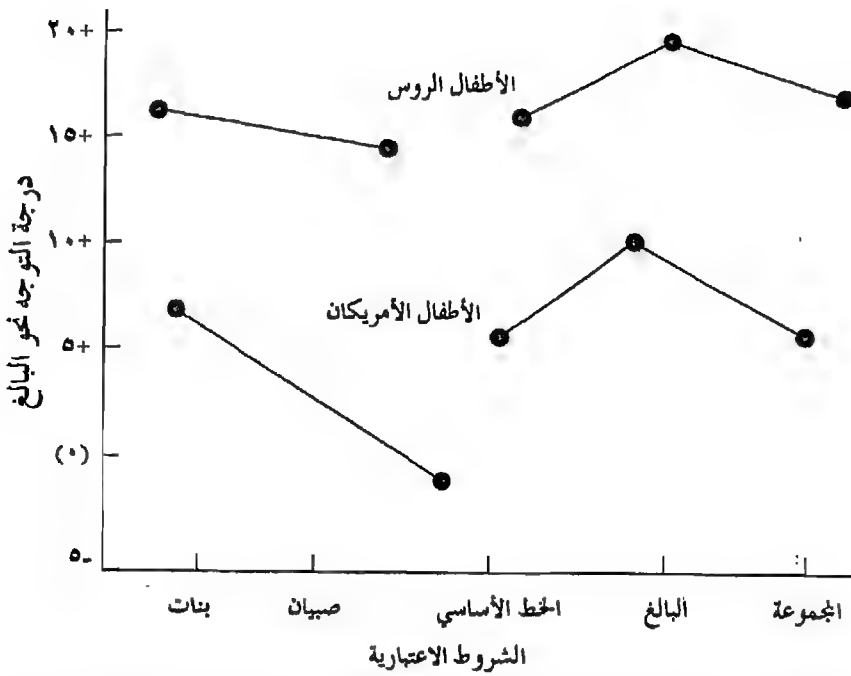 ٢٠+
١٥+
١٠+
٥+
(٠)
٥-
درجة التوجه نحو البالغ
الأطفال الروس
الأطفال الأمريكان
بنات صبيان الخط الأساسي البالغ المجموعة
الشروط الاعتبارية